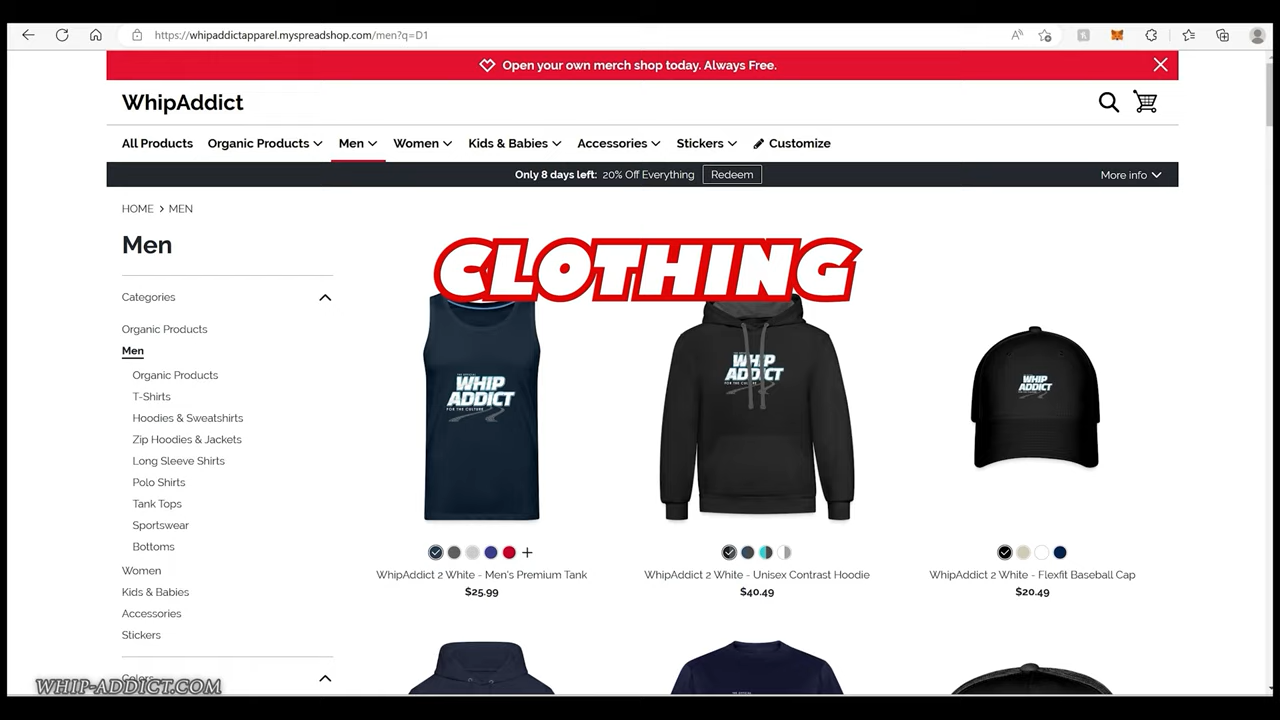 https://whipaddictapparel.myspreadshop.com/men?q=D1
Open your own merch shop today. Always Free.
WhipAddict
All Products Organic Products Men Women Kids & Babies Accessories Stickers Customize
Only 8 days left: 20% Off Everything Redeem More info
HOME > MEN
Men
CLOTHING
Categories
Organic Products
Men
Organic Products
T-Shirts
Hoodies & Sweatshirts
Zip Hoodies & Jackets
Long Sleeve Shirts
Polo Shirts
Tank Tops
Sportswear
Bottoms
Women
Kids & Babies
Accessories
Stickers
Colors
WHIP
ADDICT
FOR THE CULTURE
WHIP
ADDICT
FOR THE CULTURE
WHIP
ADDICT
WhipAddict 2 White - Men's Premium Tank
$25.99
WhipAddict 2 White - Unisex Contrast Hoodie
$40.49
WhipAddict 2 White - Flexfit Baseball Cap
$20.49
WHIP-ADDICT.COM